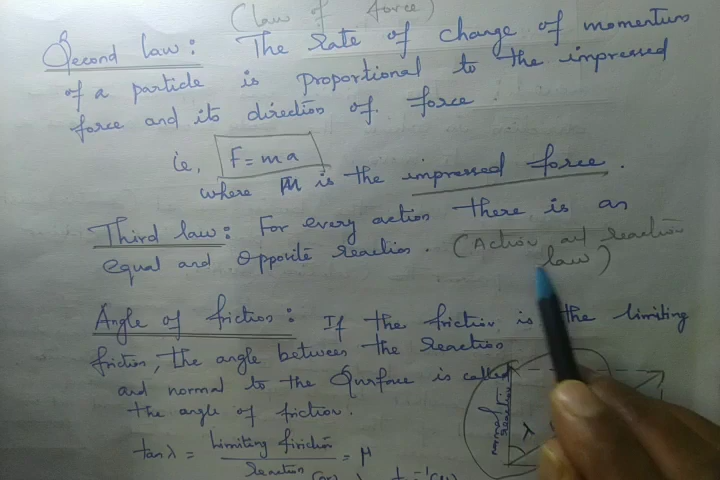 (Law of force)
Second law: The Rate of change of momentum
of a particle is proportional to the impressed
force and its direction of force.
ie, F = ma
where m is the impressed force.
Third law: For every action there is an
equal and opposite reaction. (Action and reaction
law)
Angle of friction: If the friction is the limiting
friction, the angle between the reaction
and normal to the surface is called
the angle of friction.
normal reaction
λ
tan λ = Limiting friction / reaction = μ